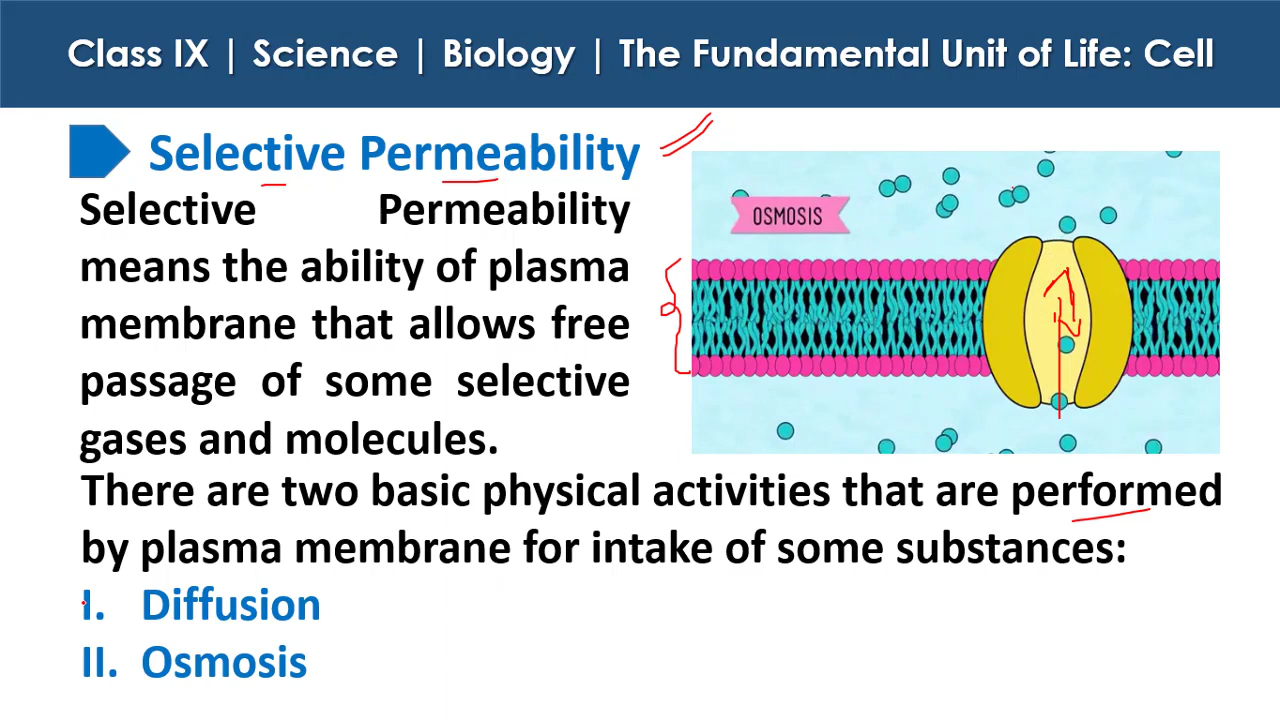 Class IX | Science | Biology | The Fundamental Unit of Life: Cell
Selective Permeability
Selective Permeability
means the ability of plasma
membrane that allows free
passage of some selective
gases and molecules.
OSMOSIS
There are two basic physical activities that are performed
by plasma membrane for intake of some substances:
I. Diffusion
II. Osmosis